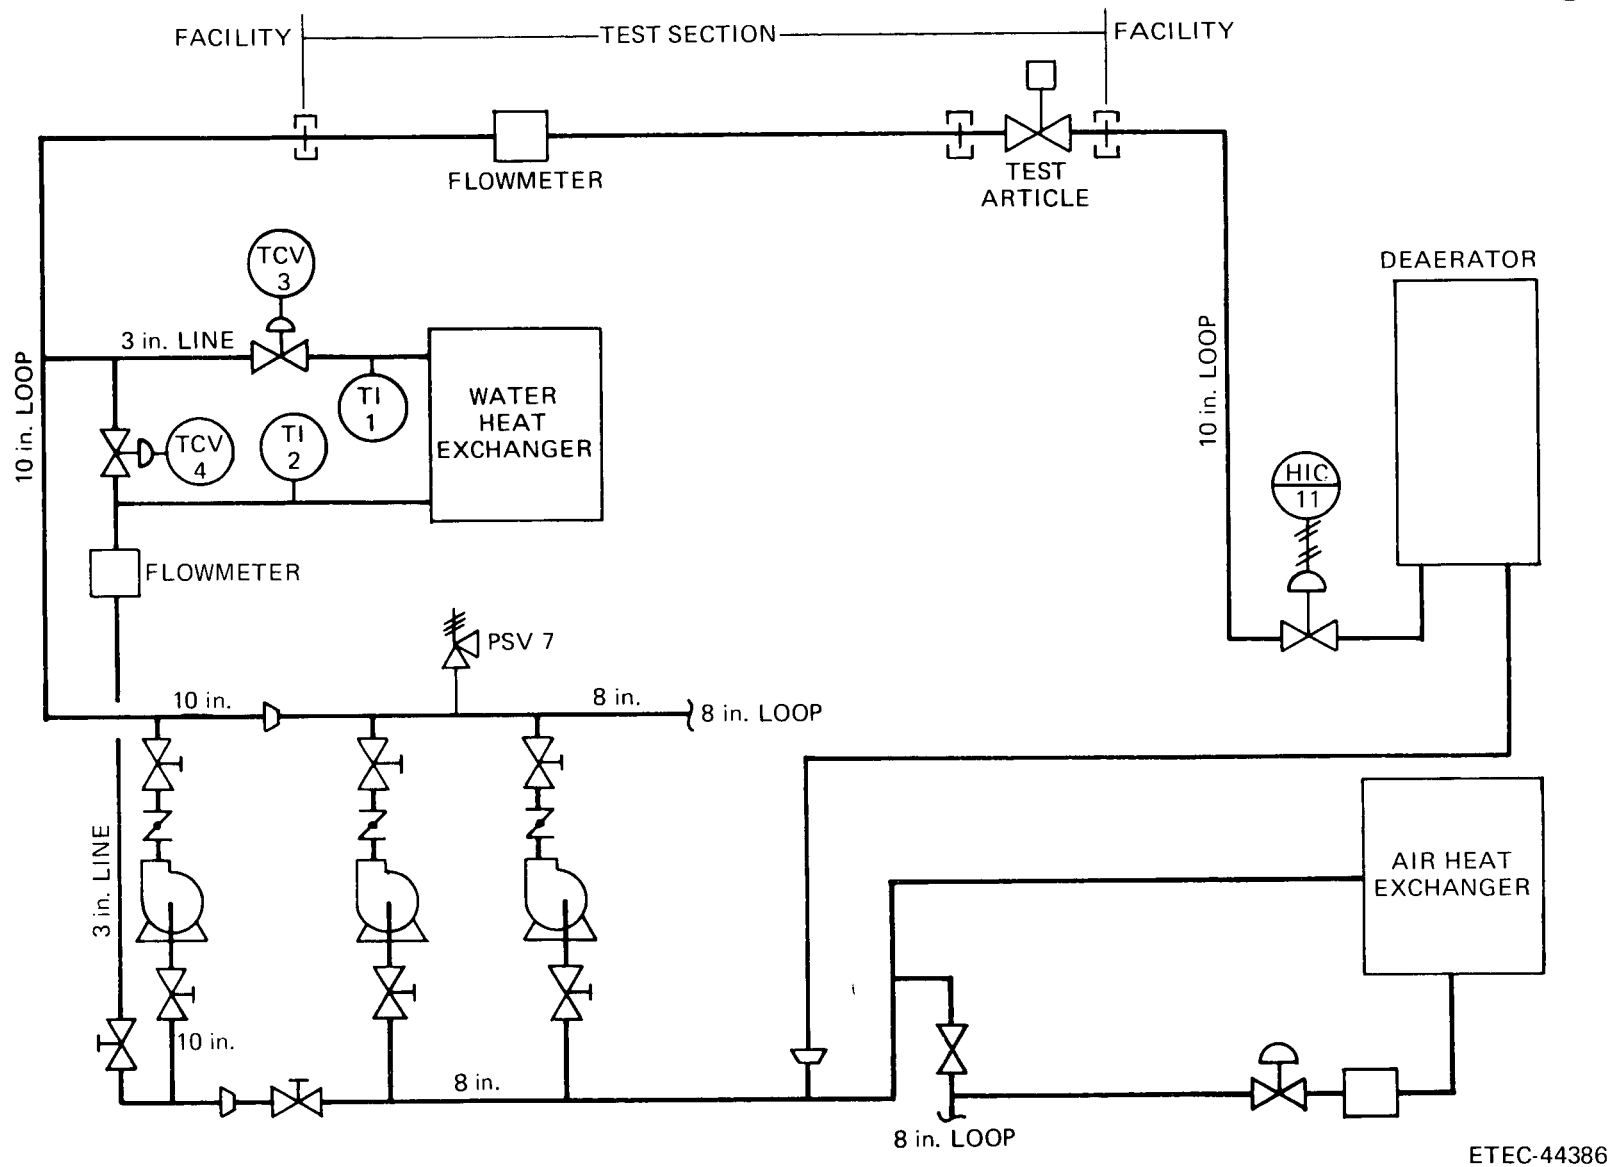 FACILITY
TEST SECTION
FACILITY
FLOWMETER
TEST
ARTICLE
TCV
3
DEAERATOR
3 in. LINE
10 in. LOOP
10 in. LOOP
TI
1
WATER
HEAT
EXCHANGER
TCV
4
TI
2
HIC
11
FLOWMETER
PSV 7
10 in.
8 in.
8 in. LOOP
3 in. LINE
AIR HEAT
EXCHANGER
10 in.
8 in.
8 in. LOOP
ETEC-44386